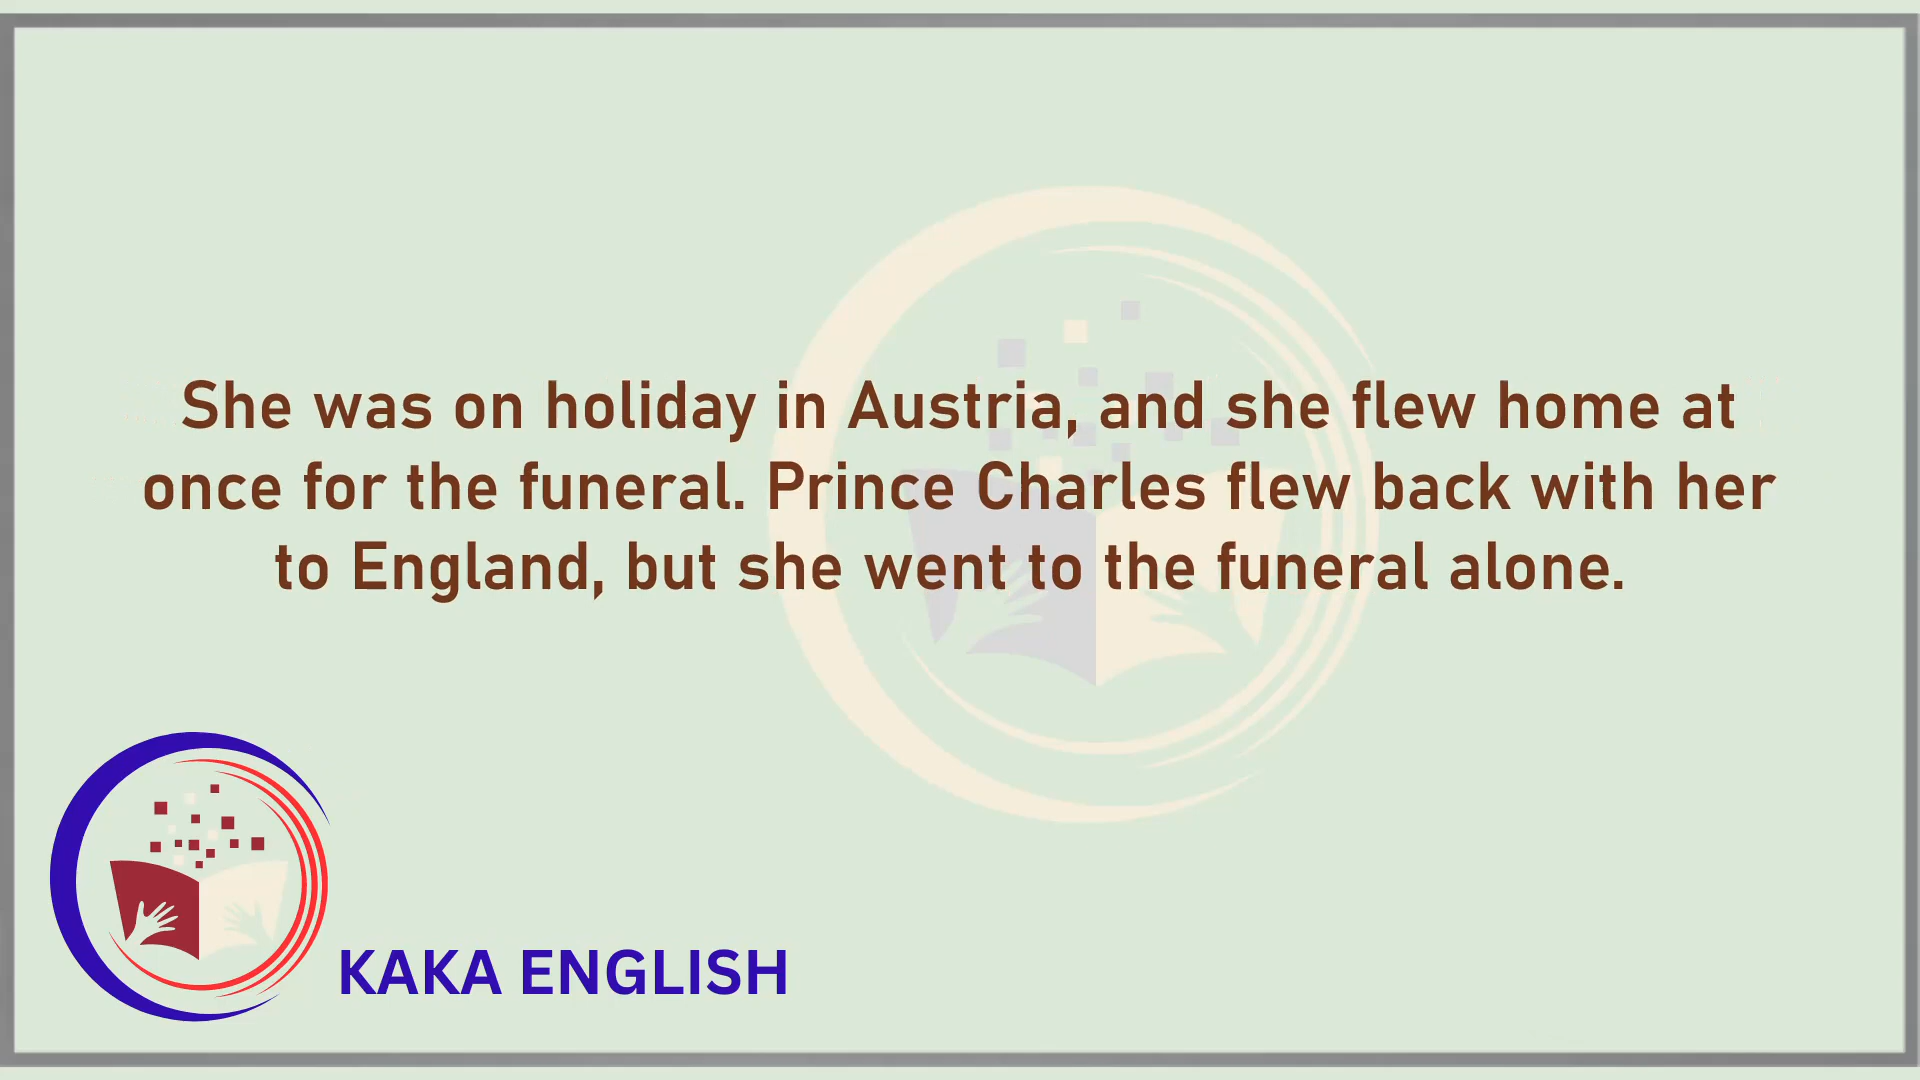 She was on holiday in Austria, and she flew home at
once for the funeral. Prince Charles flew back with her
to England, but she went to the funeral alone.
KAKA ENGLISH